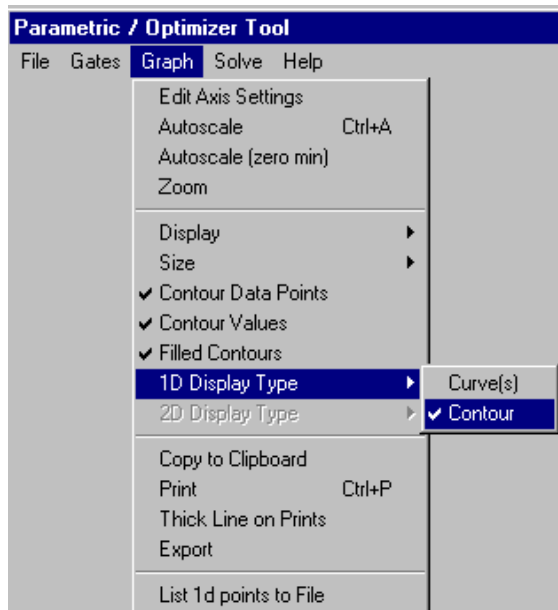 Parametric / Optimizer Tool
File Gates Graph Solve Help
Edit Axis Settings
Autoscale Ctrl+A
Autoscale (zero min)
Zoom
Display
Size
Contour Data Points
Contour Values
Filled Contours
1D Display Type Curve(s)
2D Display Type Contour
Copy to Clipboard
Print Ctrl+P
Thick Line on Prints
Export
List 1d points to File